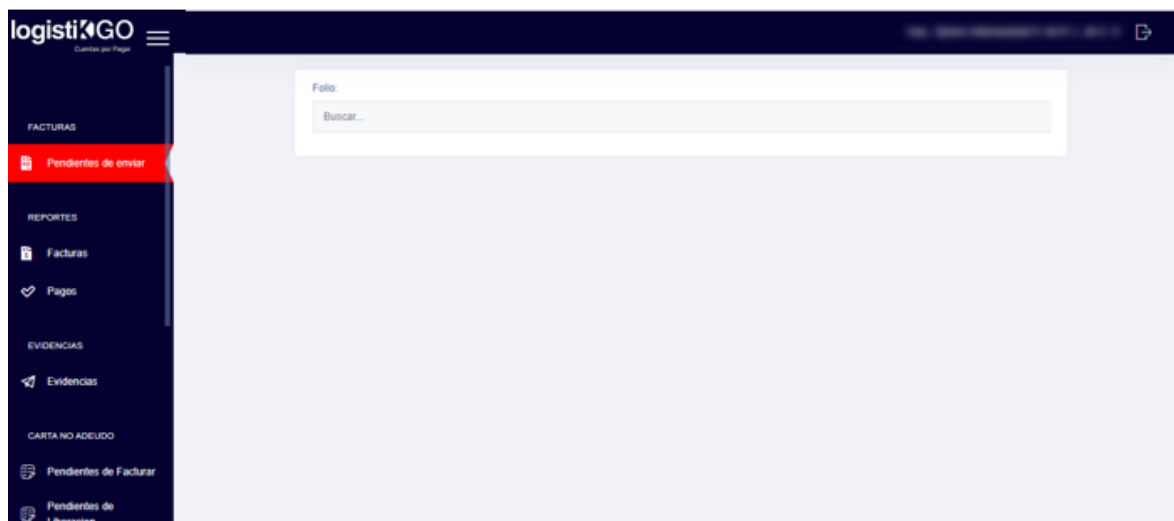 logistikGO
Cuentas por Pagar
Folio:
Buscar...
FACTURAS
Pendientes de enviar
REPORTES
Facturas
Pagos
EVIDENCIAS
Evidencias
CARTA NO ADEUDO
Pendientes de Facturar
Pendientes de
Liberacion